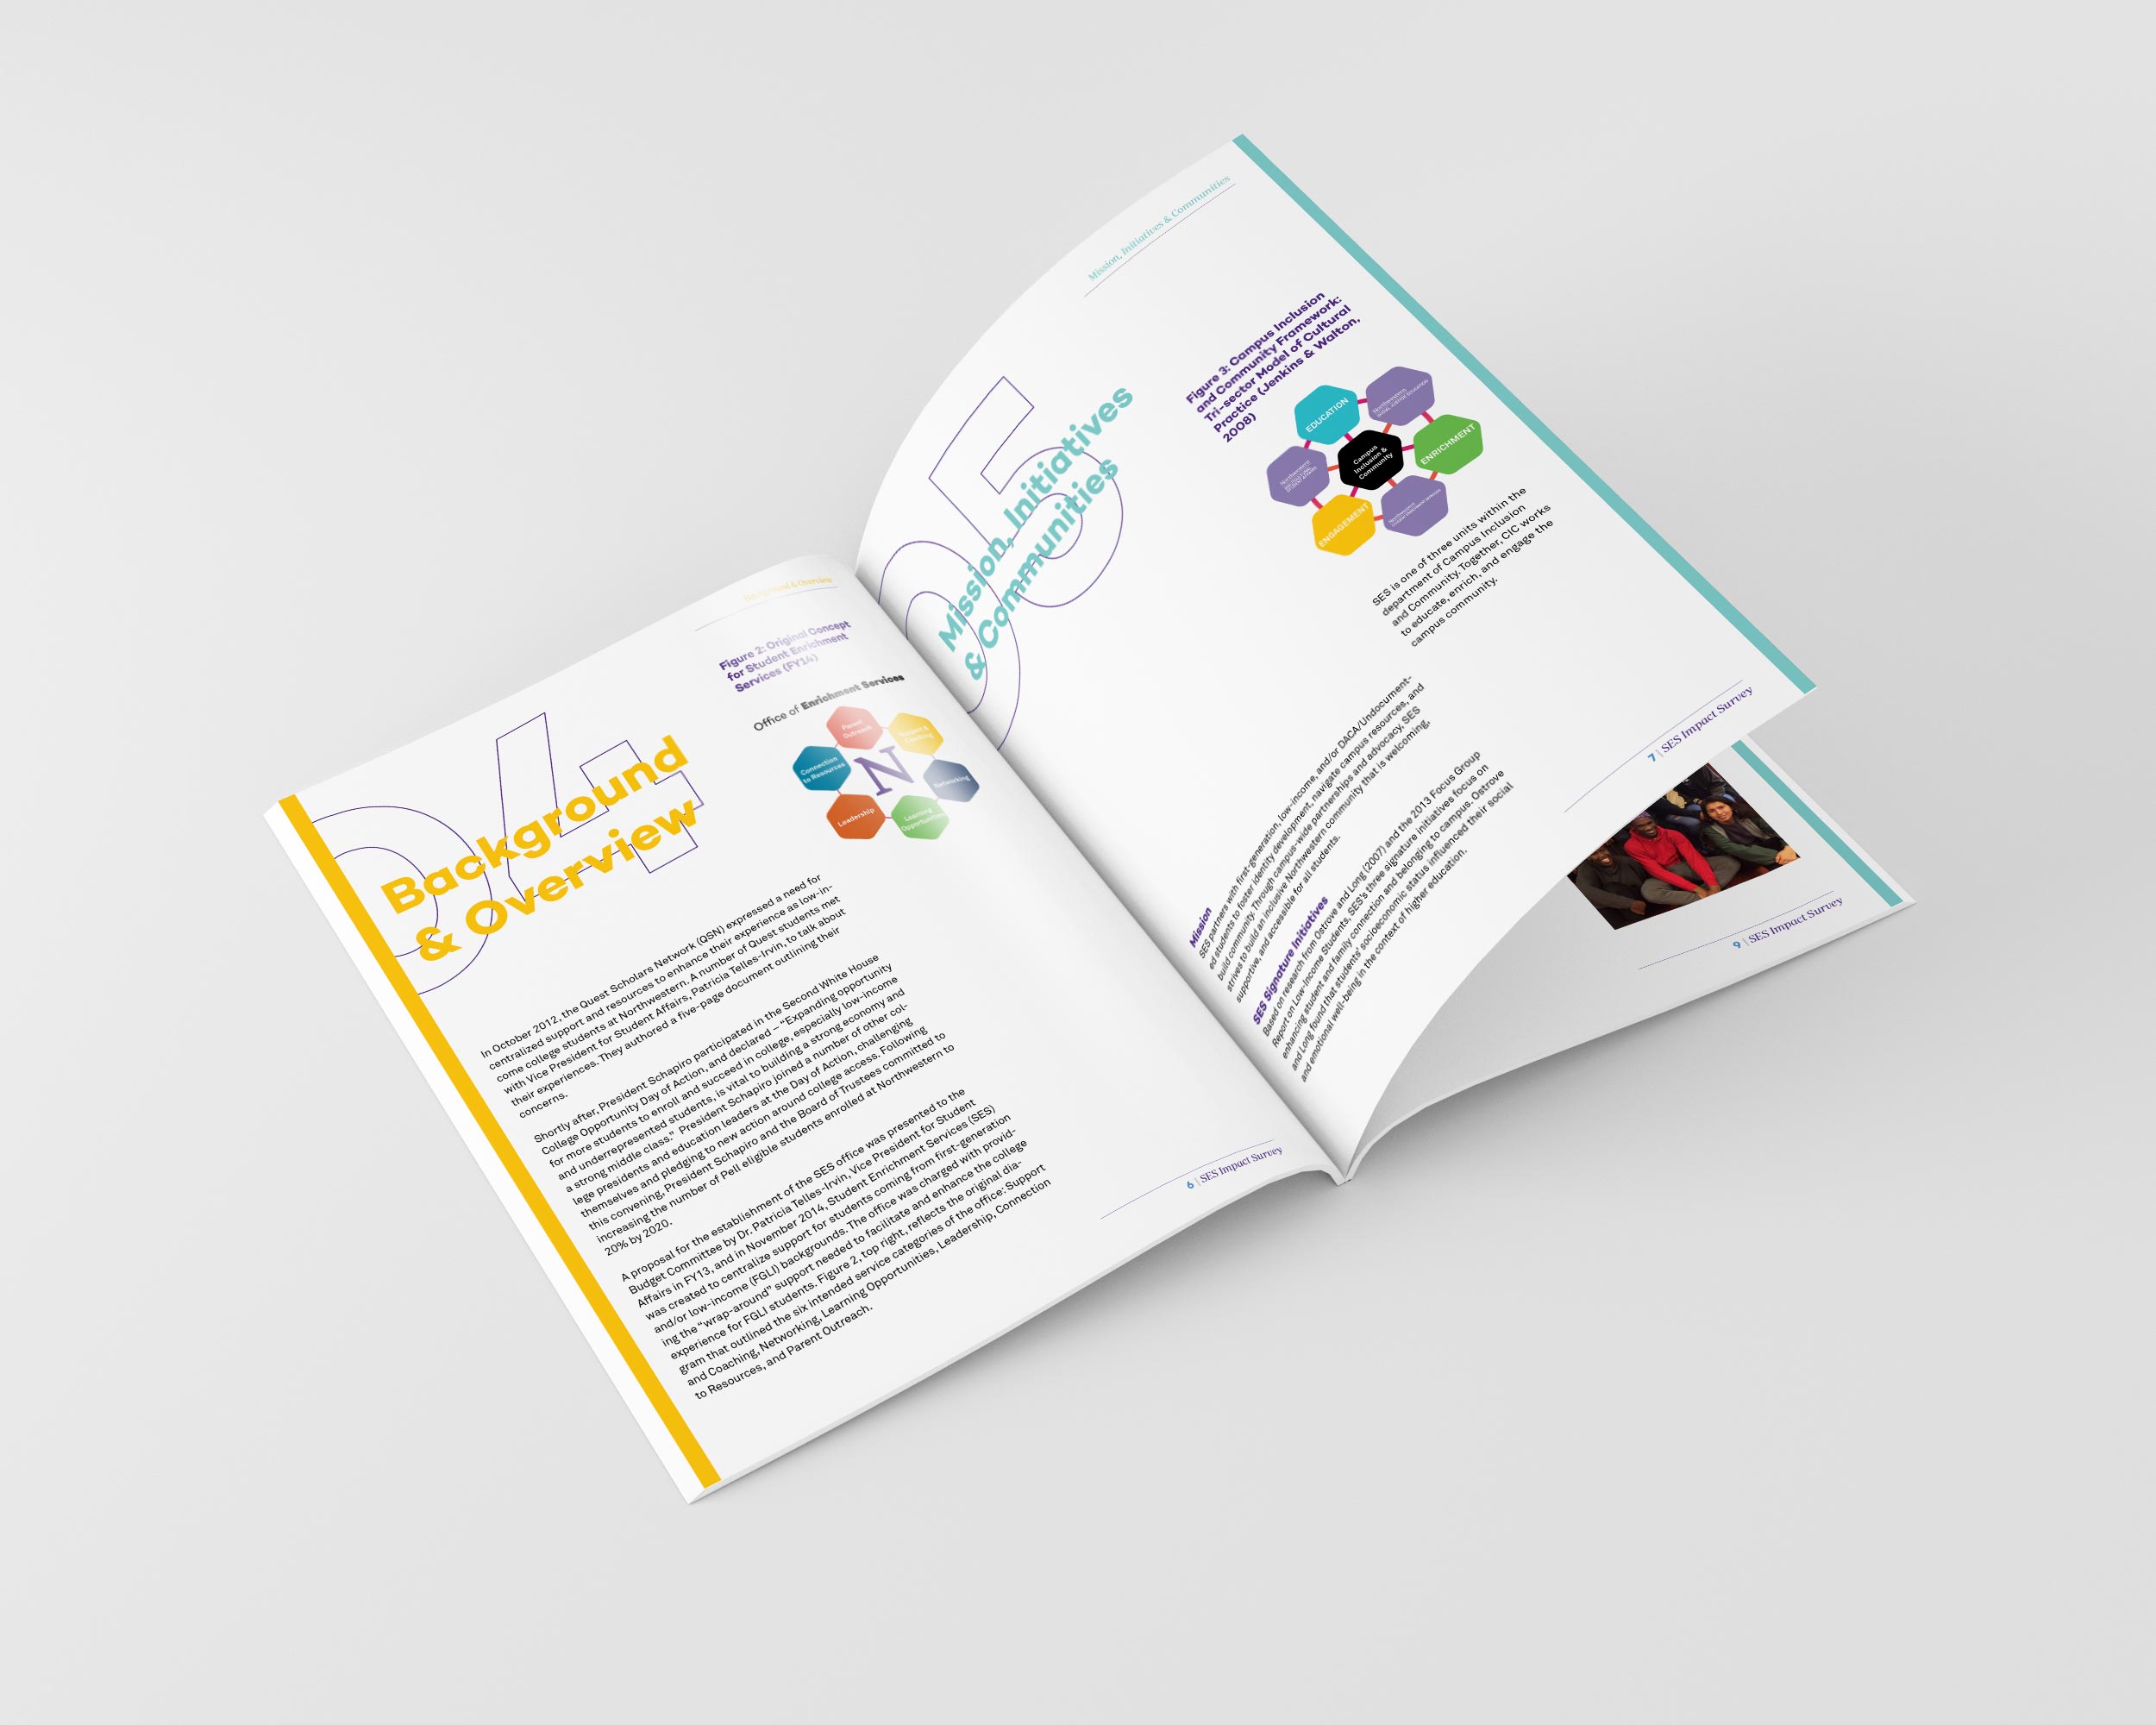 Background & Overview
04
Background
& Overview
Figure 2: Original Concept
for Student Enrichment
Services (FY14)
Office of Enrichment Services
Parent
Outreach
Connection
to Resources
Networking
Leadership
Learning
Opportunities
N
In October 2012, the Quest Scholars Network (QSN) expressed a need for
centralized support and resources to enhance their experience as low-in-
come college students at Northwestern. A number of Quest students met
with Vice President for Student Affairs, Patricia Telles-Irvin, to talk about
their experiences. They authored a five-page document outlining their
concerns.
Shortly after, President Schapiro participated in the Second White House
College Opportunity Day of Action, and declared – "Expanding opportunity
for more students to enroll and succeed in college, especially low-income
and underrepresented students, is vital to building a strong economy and
a strong middle class." President Schapiro joined a number of other col-
lege presidents and education leaders at the Day of Action, challenging
themselves and pledging to new action around college access. Following
this convening, President Schapiro and the Board of Trustees committed to
increasing the number of Pell eligible students enrolled at Northwestern to
20% by 2020.
A proposal for the establishment of the SES office was presented to the
Budget Committee by Dr. Patricia Telles-Irvin, Vice President for Student
Affairs in FY13, and in November 2014, Student Enrichment Services (SES)
was created to centralize support for students coming from first-generation
and/or low-income (FGLI) backgrounds. The office was charged with provid-
ing the "wrap-around" support needed to facilitate and enhance the college
experience for FGLI students. Figure 2, top right, reflects the original dia-
gram that outlined the six intended service categories of the office: Support
and Coaching, Networking, Learning Opportunities, Leadership, Connection
to Resources, and Parent Outreach.
6 | SES Impact Survey
Mission, Initiatives & Communities
05
Mission, Initiatives
& Communities
Figure 3: Campus Inclusion
and Community Framework:
Tri-sector Model of Cultural
Practice (Jenkins & Walton,
2008)
EDUCATION
ENRICHMENT
Campus
Inclusion &
Community
ENGAGEMENT
SES is one of three units within the
department of Campus Inclusion
and Community. Together, CIC works
to educate, enrich, and engage the
campus community.
Mission
SES partners with first-generation, low-income, and/or DACA/Undocument-
ed students to foster identity development, navigate campus resources, and
build community. Through campus-wide partnerships and advocacy, SES
strives to build an inclusive Northwestern community that is welcoming,
supportive, and accessible for all students.
SES Signature Initiatives
Based on research from Ostrove and Long (2007) and the 2013 Focus Group
Report on Low-Income Students, SES's three signature initiatives focus on
enhancing student and family connection and belonging to campus. Ostrove
and Long found that students' socioeconomic status influenced their social
and emotional well-being in the context of higher education.
7 | SES Impact Survey
9 | SES Impact Survey